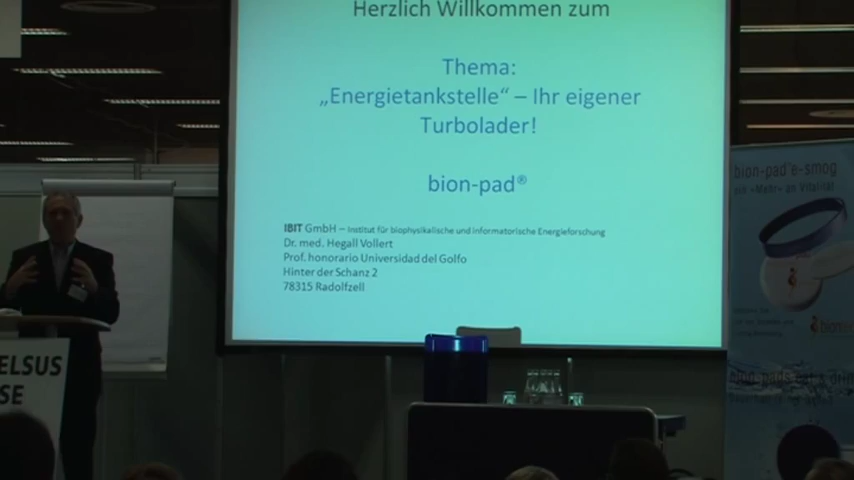 Herzlich Willkommen zum
Thema:
„Energietankstelle“ – Ihr eigener
Turbolader!
bion-pad®
IBIT GmbH – Institut für biophysikalische und informatorische Energieforschung
Dr. med. Hegall Vollert
Prof. honorario Universidad del Golfo
Hinter der Schanz 2
78315 Radolfzell
ELSUS
SE
bion-pad e-smog
ein »Mehr« an Vitalität